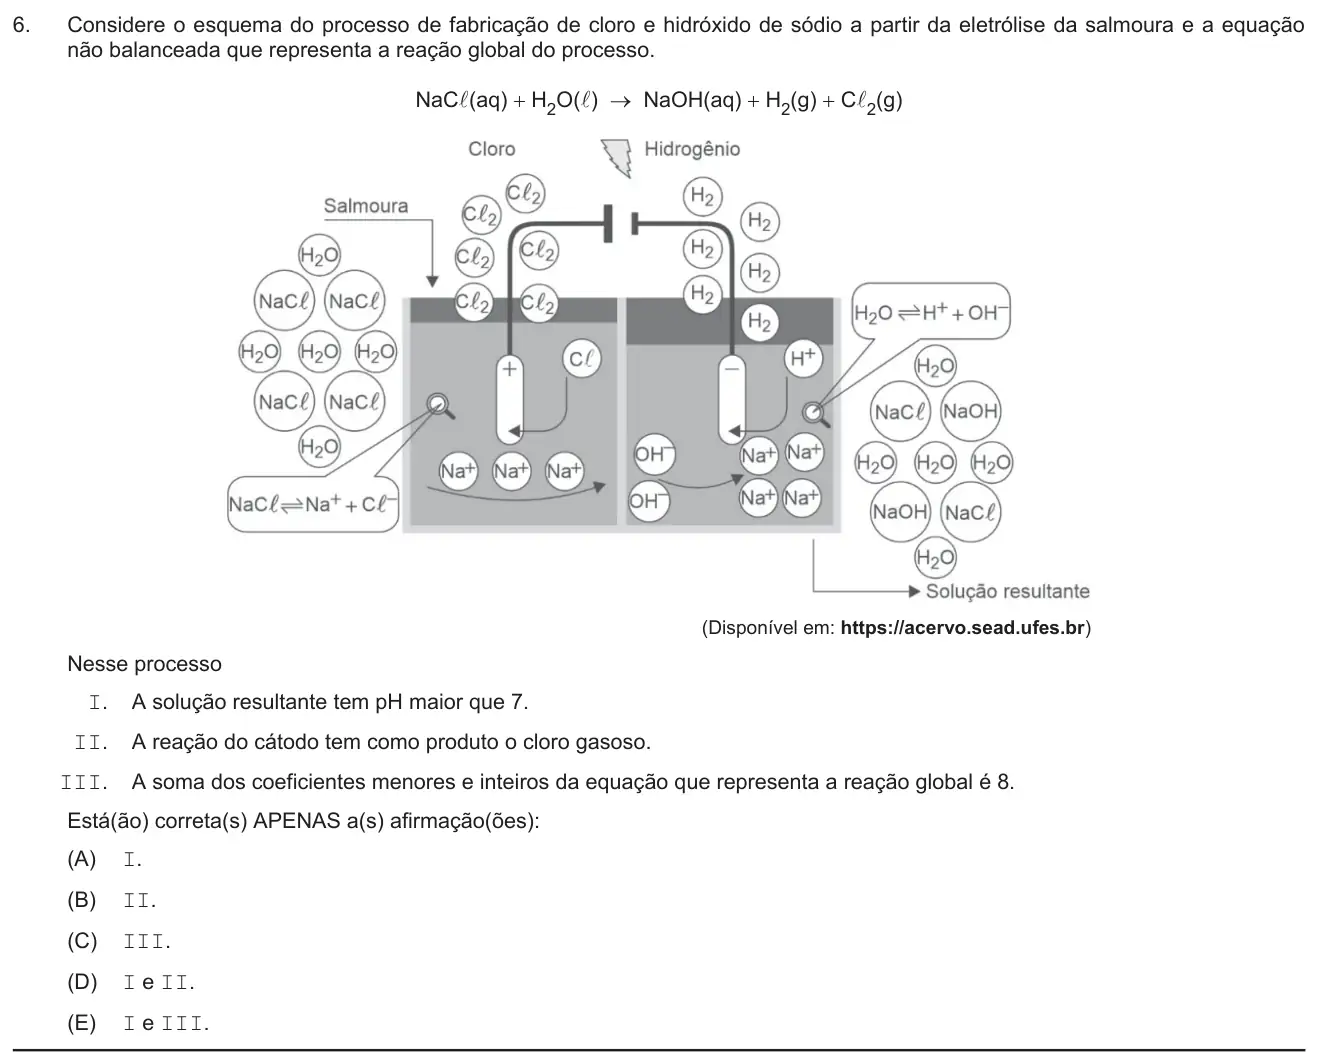 6. Considere o esquema do processo de fabricação de cloro e hidróxido de sódio a partir da eletrólise da salmoura e a equação
não balanceada que representa a reação global do processo.
NaCℓ(aq) + H₂O(ℓ) → NaOH(aq) + H₂(g) + Cℓ₂(g)
Cloro
Hidrogênio
Salmoura
Cℓ₂
Cℓ₂
Cℓ₂
Cℓ₂
Cℓ₂
Cℓ₂
H₂
H₂
H₂
H₂
H₂
H₂
H₂O
NaCℓ NaCℓ
H₂O H₂O H₂O
NaCℓ NaCℓ
H₂O
NaCℓ⇌Na⁺ + Cℓ⁻
+
Cℓ
Na⁺ Na⁺ Na⁺
−
H⁺
OH⁻
OH⁻
Na⁺ Na⁺
Na⁺ Na⁺
H₂O⇌H⁺ + OH⁻
H₂O
NaCℓ NaOH
H₂O H₂O H₂O
NaOH NaCℓ
H₂O
Solução resultante
(Disponível em: https://acervo.sead.ufes.br)
Nesse processo
I. A solução resultante tem pH maior que 7.
II. A reação do cátodo tem como produto o cloro gasoso.
III. A soma dos coeficientes menores e inteiros da equação que representa a reação global é 8.
Está(ão) correta(s) APENAS a(s) afirmação(ões):
(A) I.
(B) II.
(C) III.
(D) I e II.
(E) I e III.